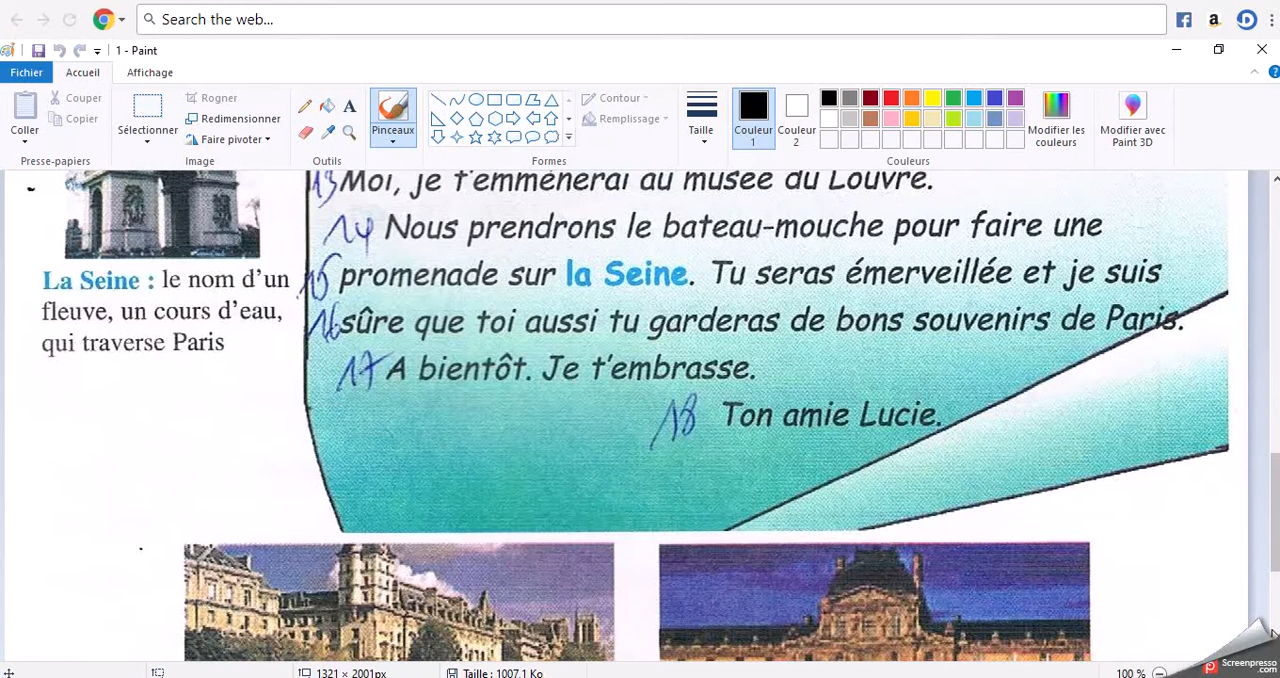 Search the web...
1 - Paint
Fichier
Accueil
Affichage
Coller
Couper
Copier
Presse-papiers
Sélectionner
Rogner
Redimensionner
Faire pivoter
Image
Outils
Pinceaux
Contour
Remplissage
Formes
Taille
Couleur 1
Couleur 2
Couleurs
Modifier les couleurs
Modifier avec Paint 3D
13 Moi, je t'emmènerai au musée du Louvre.
14 Nous prendrons le bateau-mouche pour faire une
15 promenade sur la Seine. Tu seras émerveillée et je suis
16 sûre que toi aussi tu garderas de bons souvenirs de Paris.
17 A bientôt. Je t'embrasse.
18 Ton amie Lucie.
La Seine : le nom d'un
fleuve, un cours d'eau,
qui traverse Paris
1321 × 2001px
Taille : 1007.1 Ko
100 %
Screenpresso
.com